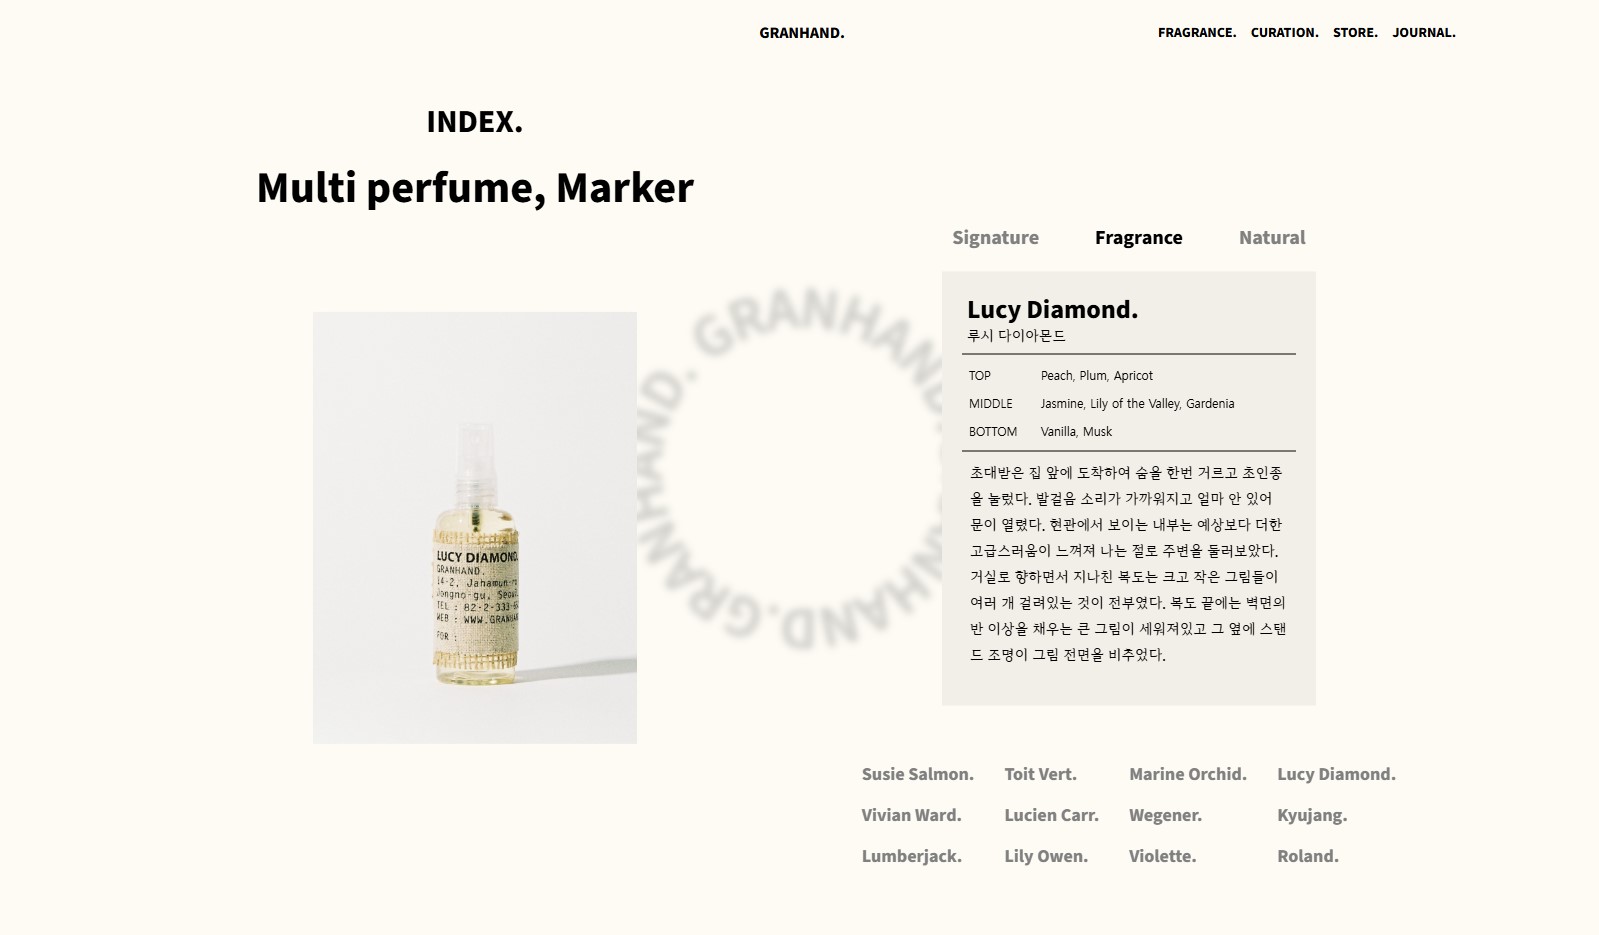 GRANHAND.
FRAGRANCE. CURATION. STORE. JOURNAL.
INDEX.
Multi perfume, Marker
Signature Fragrance Natural
GRANHAND. GRANHAND. GRANHAND. GRANHAND.
LUCY DIAMOND.
GRANHAND.
14-2, Jahamun-ro
Jongno-gu, Seoul
TEL : 82-2-333-
WEB : WWW.GRANHAN
FOR :
Lucy Diamond.
루시 다이아몬드
TOP Peach, Plum, Apricot
MIDDLE Jasmine, Lily of the Valley, Gardenia
BOTTOM Vanilla, Musk
초대받은 집 앞에 도착하여 숨을 한번 거르고 초인종
을 눌렀다. 발걸음 소리가 가까워지고 얼마 안 있어
문이 열렸다. 현관에서 보이는 내부는 예상보다 더한
고급스러움이 느껴져 나는 절로 주변을 둘러보았다.
거실로 향하면서 지나친 복도는 크고 작은 그림들이
여러 개 걸려있는 것이 전부였다. 복도 끝에는 벽면의
반 이상을 채우는 큰 그림이 세워져있고 그 옆에 스탠
드 조명이 그림 전면을 비추었다.
Susie Salmon. Toit Vert. Marine Orchid. Lucy Diamond.
Vivian Ward. Lucien Carr. Wegener. Kyujang.
Lumberjack. Lily Owen. Violette. Roland.